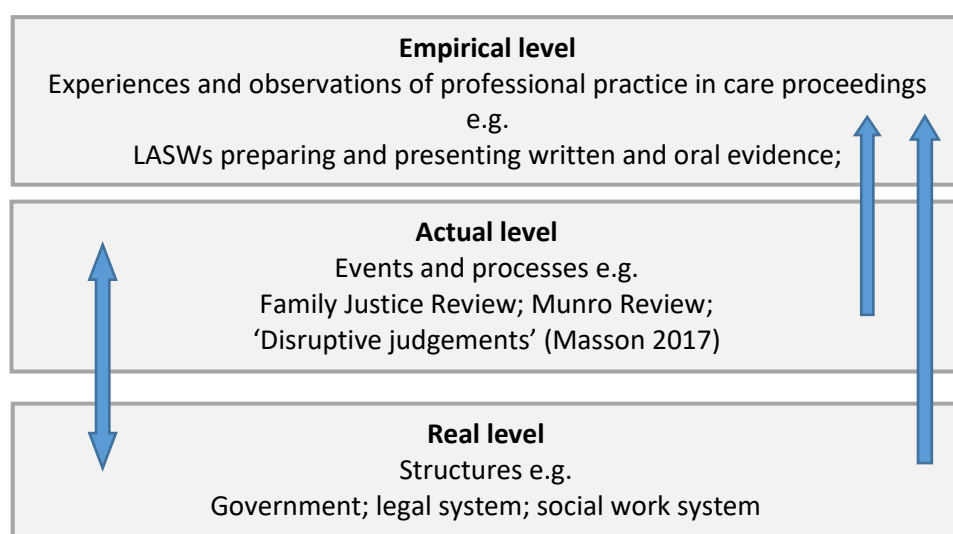 Empirical level
Experiences and observations of professional practice in care proceedings
e.g.
LASWs preparing and presenting written and oral evidence;
Actual level
Events and processes e.g.
Family Justice Review; Munro Review;
‘Disruptive judgements’ (Masson 2017)
Real level
Structures e.g.
Government; legal system; social work system